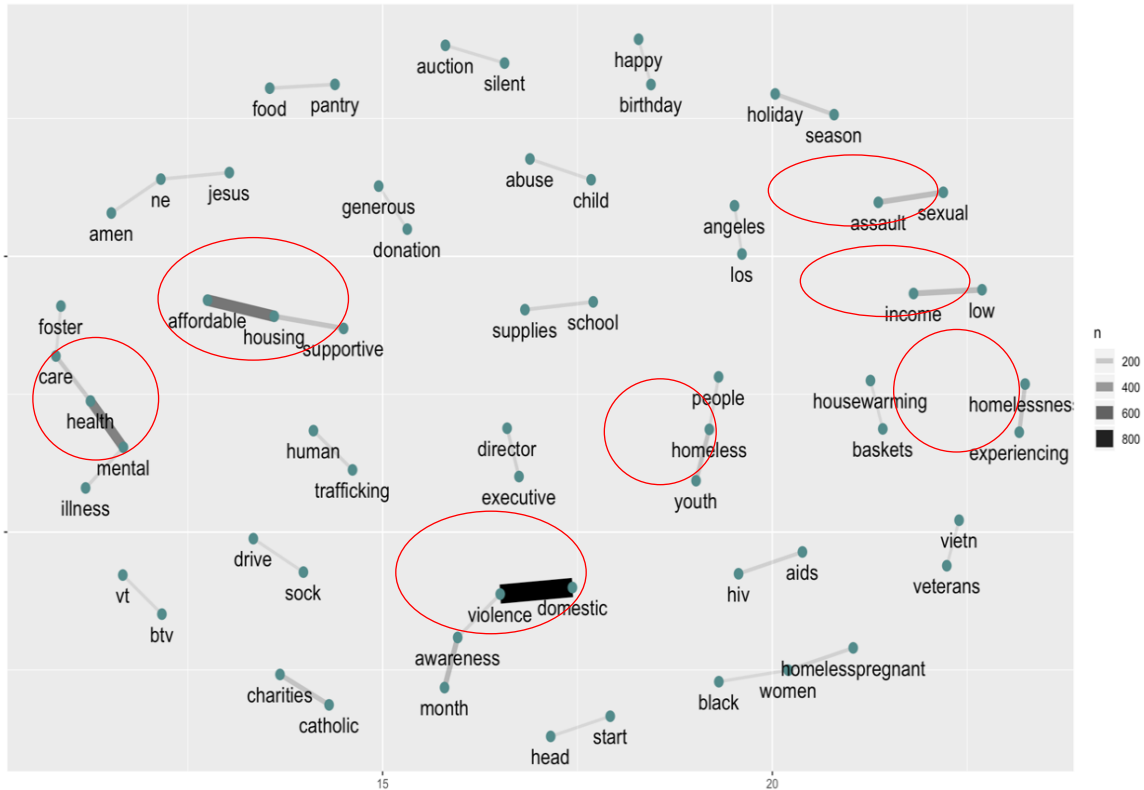 happy
auction
silent
food
pantry
birthday
holiday
season
abuse
child
ne
jesus
generous
amen
angeles
assault
sexual
donation
los
affordable
housing
supportive
foster
supplies
school
income
low
n
200
400
600
800
care
health
mental
illness
people
homeless
youth
housewarming
baskets
homelessnes
experiencing
human
trafficking
director
executive
drive
sock
vietn
veterans
vt
btv
violence
domestic
awareness
month
hiv
aids
charities
catholic
homelesspregnant
women
black
head
start
15
20